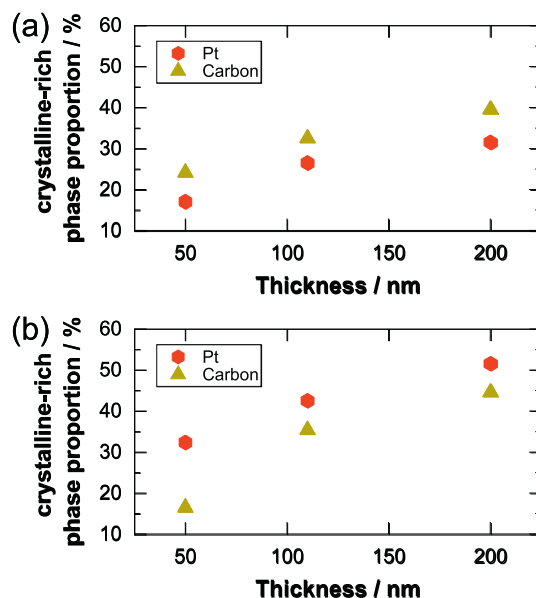 (a)
crystalline-rich
phase proportion / %
60
50
40
30
20
10
Pt
Carbon
50 100 150 200
Thickness / nm
(b)
crystalline-rich
phase proportion / %
60
50
40
30
20
10
Pt
Carbon
50 100 150 200
Thickness / nm